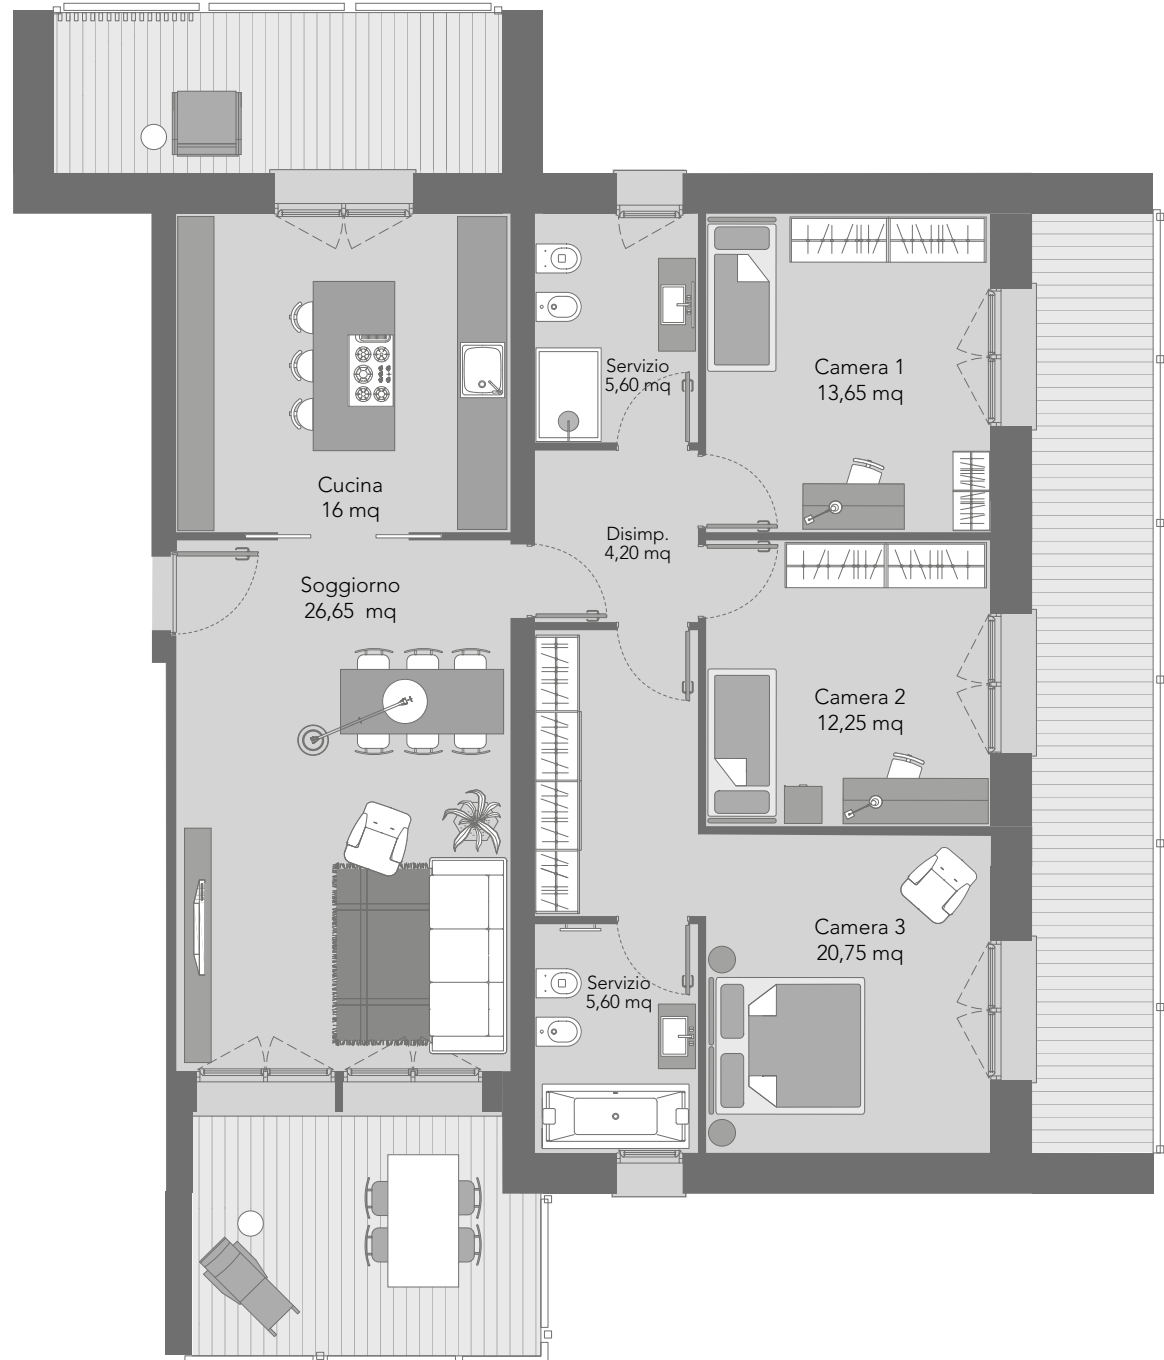 Servizio
5,60 mq
Camera 1
13,65 mq
Cucina
16 mq
Disimp.
4,20 mq
Soggiorno
26,65 mq
Camera 2
12,25 mq
Camera 3
20,75 mq
Servizio
5,60 mq